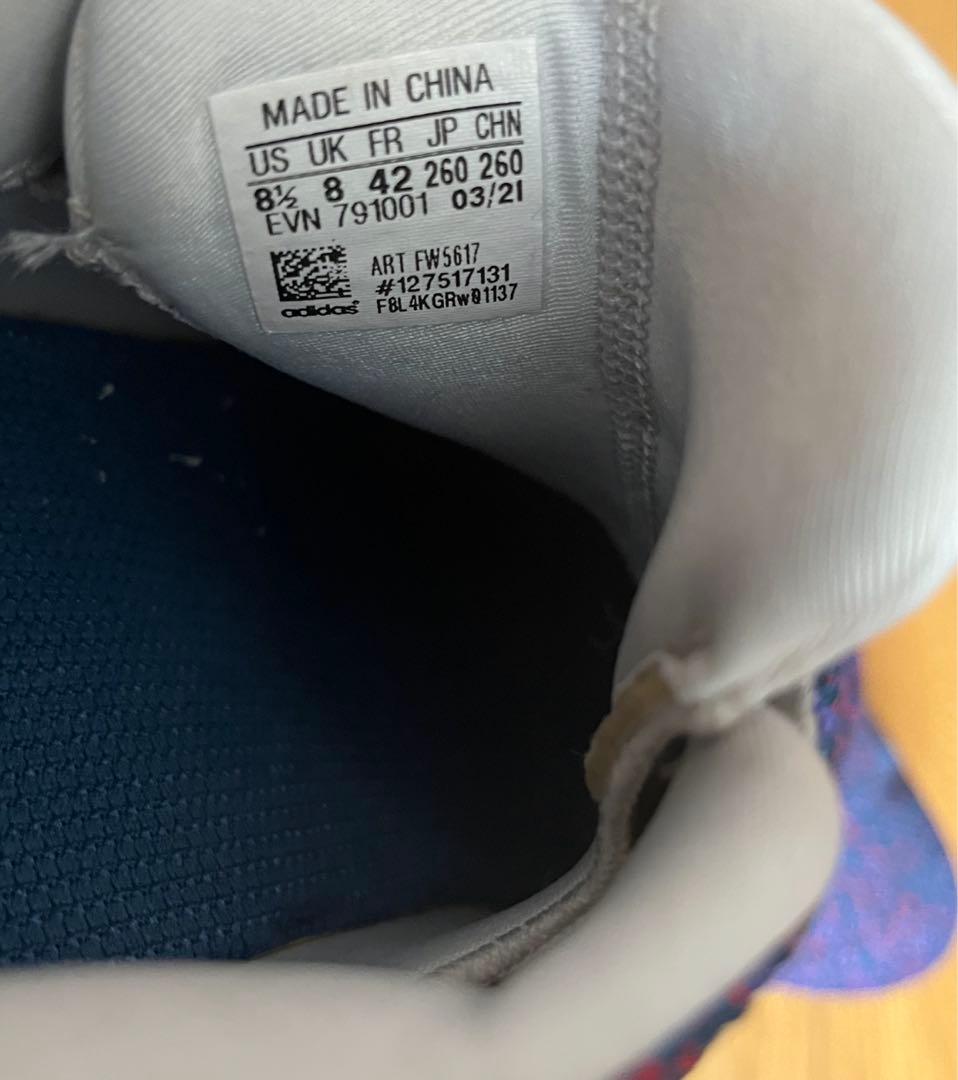 MADE IN CHINA
US UK FR JP CHN
8½ 8 42 260 260
EVN 791001 03/21
ART FW5617
#127517131
F8L4KGRW01137
adidas